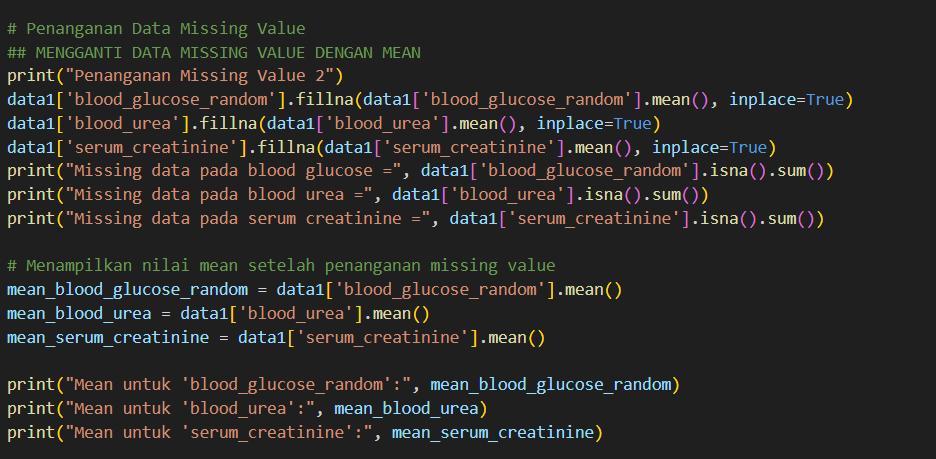 # Penanganan Data Missing Value
## MENGGANTI DATA MISSING VALUE DENGAN MEAN
print("Penanganan Missing Value 2")
data1['blood_glucose_random'].fillna(data1['blood_glucose_random'].mean(), inplace=True)
data1['blood_urea'].fillna(data1['blood_urea'].mean(), inplace=True)
data1['serum_creatinine'].fillna(data1['serum_creatinine'].mean(), inplace=True)
print("Missing data pada blood glucose =", data1['blood_glucose_random'].isna().sum())
print("Missing data pada blood urea =", data1['blood_urea'].isna().sum())
print("Missing data pada serum creatinine =", data1['serum_creatinine'].isna().sum())
# Menampilkan nilai mean setelah penanganan missing value
mean_blood_glucose_random = data1['blood_glucose_random'].mean()
mean_blood_urea = data1['blood_urea'].mean()
mean_serum_creatinine = data1['serum_creatinine'].mean()
print("Mean untuk 'blood_glucose_random':", mean_blood_glucose_random)
print("Mean untuk 'blood_urea':", mean_blood_urea)
print("Mean untuk 'serum_creatinine':", mean_serum_creatinine)